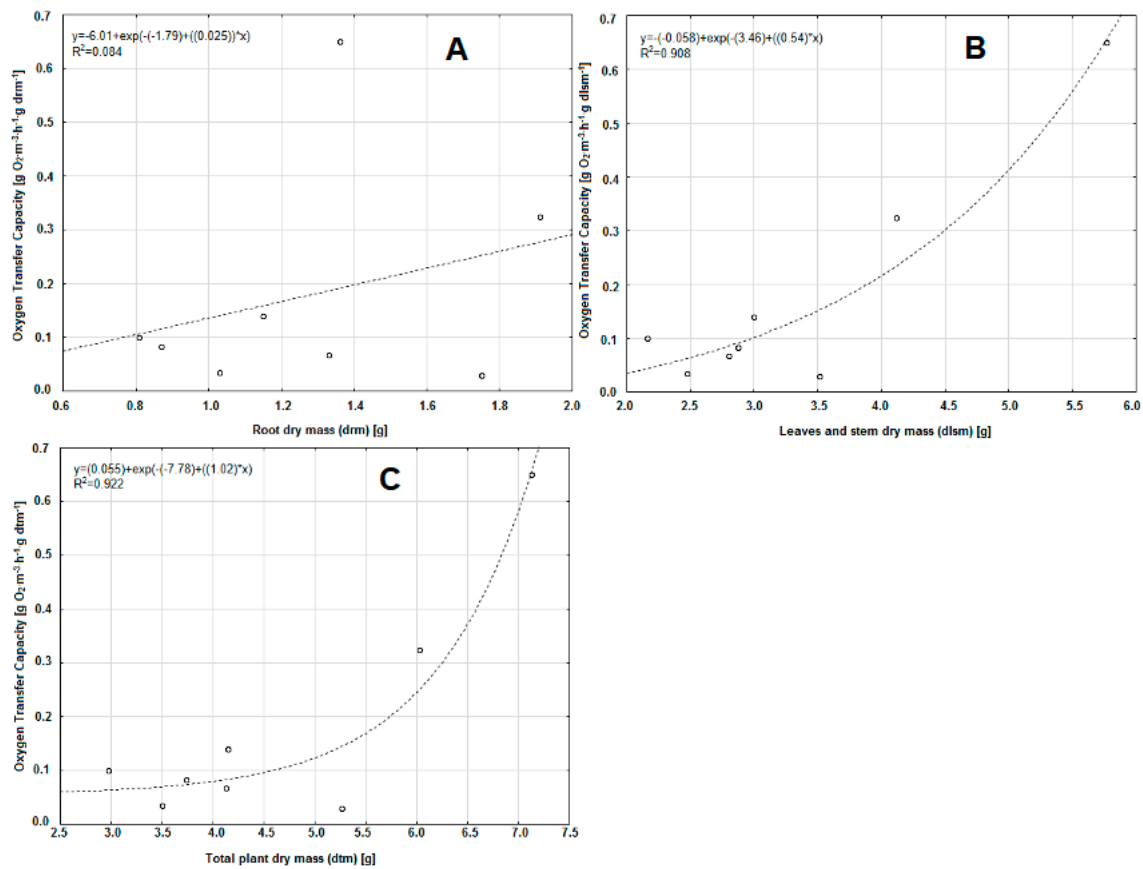 y=-6.01+exp(-(-1.79)+((0.025))*x)
R²=0.084
A
Oxygen Transfer Capacity [g O₂·m⁻³·h⁻¹·g drm⁻¹]
0.7
0.6
0.5
0.4
0.3
0.2
0.1
0.0
0.6 0.8 1.0 1.2 1.4 1.6 1.8 2.0
Root dry mass (drm) [g]
y=-(-0.058)+exp(-(3.46)+((0.54)*x)
R²=0.908
B
Oxygen Transfer Capacity [g O₂·m⁻³·h⁻¹·g dlsm⁻¹]
0.7
0.6
0.5
0.4
0.3
0.2
0.1
0.0
2.0 2.5 3.0 3.5 4.0 4.5 5.0 5.5 6.0
Leaves and stem dry mass (dlsm) [g]
y=(0.055)+exp(-(-7.78)+((1.02)*x)
R²=0.922
C
Oxygen Transfer Capacity [g O₂·m⁻³·h⁻¹·g dtm⁻¹]
0.7
0.6
0.5
0.4
0.3
0.2
0.1
0.0
2.5 3.0 3.5 4.0 4.5 5.0 5.5 6.0 6.5 7.0 7.5
Total plant dry mass (dtm) [g]